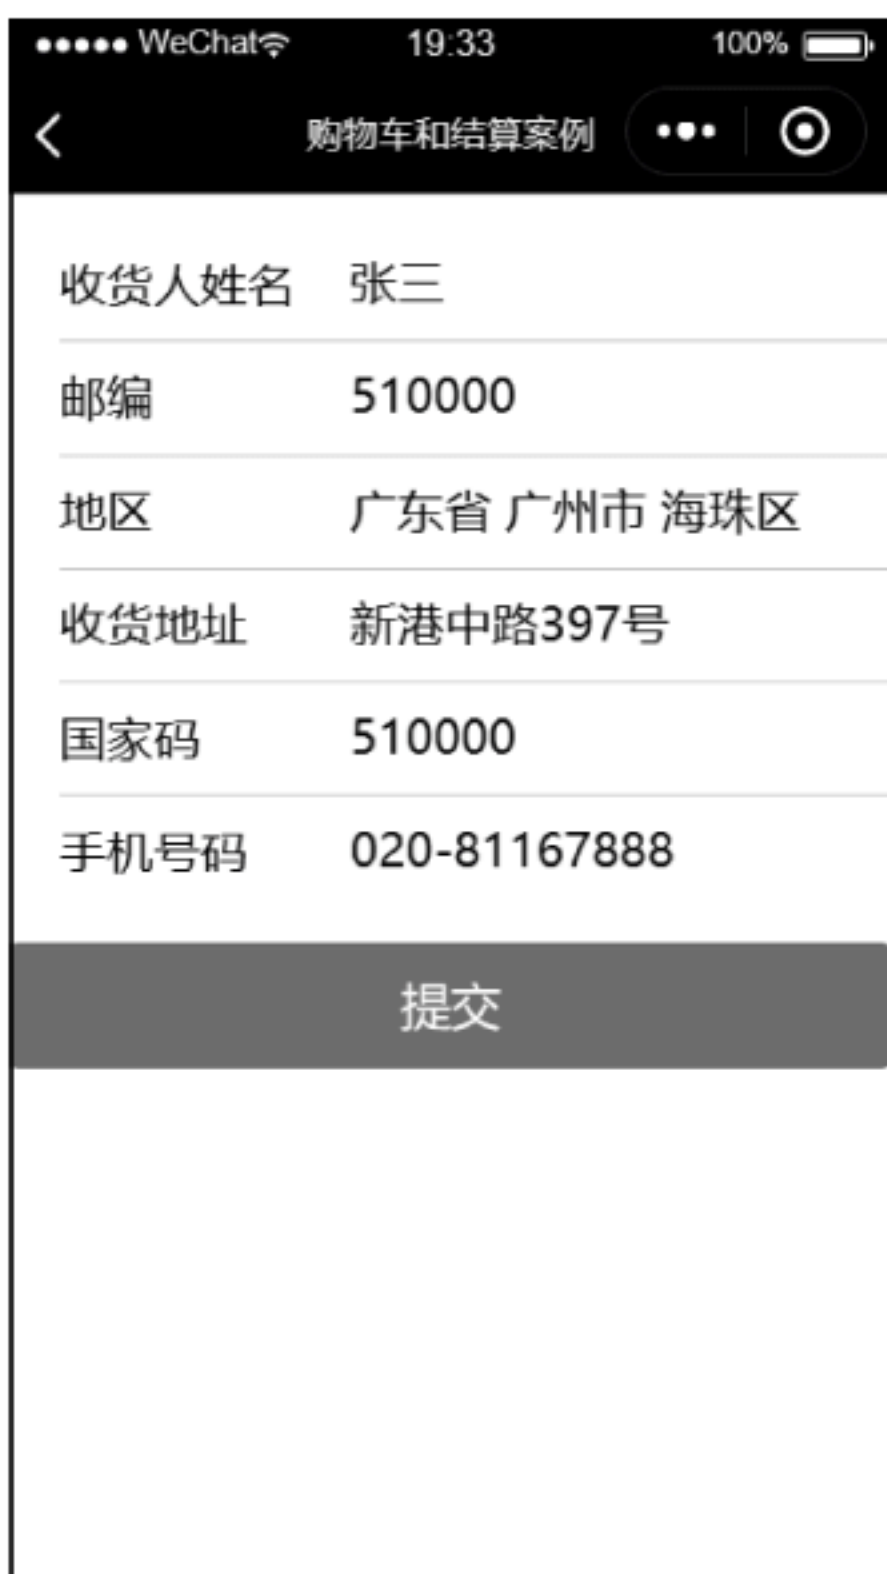 WeChat 19:33 100%
购物车和结算案例
收货人姓名 张三
邮编 510000
地区 广东省 广州市 海珠区
收货地址 新港中路397号
国家码 510000
手机号码 020-81167888
提交